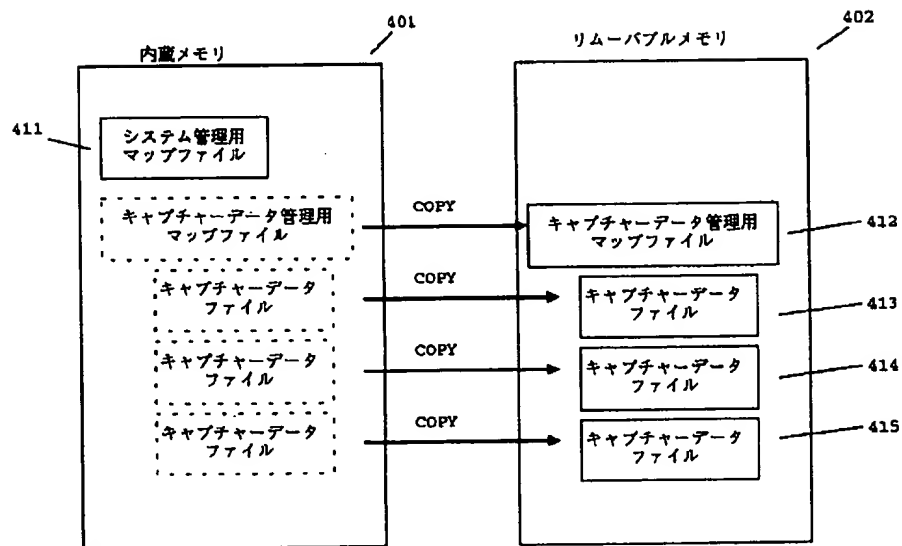 401
402
内蔵メモリ
リムーバブルメモリ
411
システム管理用
マップファイル
キャプチャーデータ管理用
マップファイル
COPY
キャプチャーデータ管理用
マップファイル
412
キャプチャーデータ
ファイル
COPY
キャプチャーデータ
ファイル
413
キャプチャーデータ
ファイル
COPY
キャプチャーデータ
ファイル
414
キャプチャーデータ
ファイル
COPY
キャプチャーデータ
ファイル
415